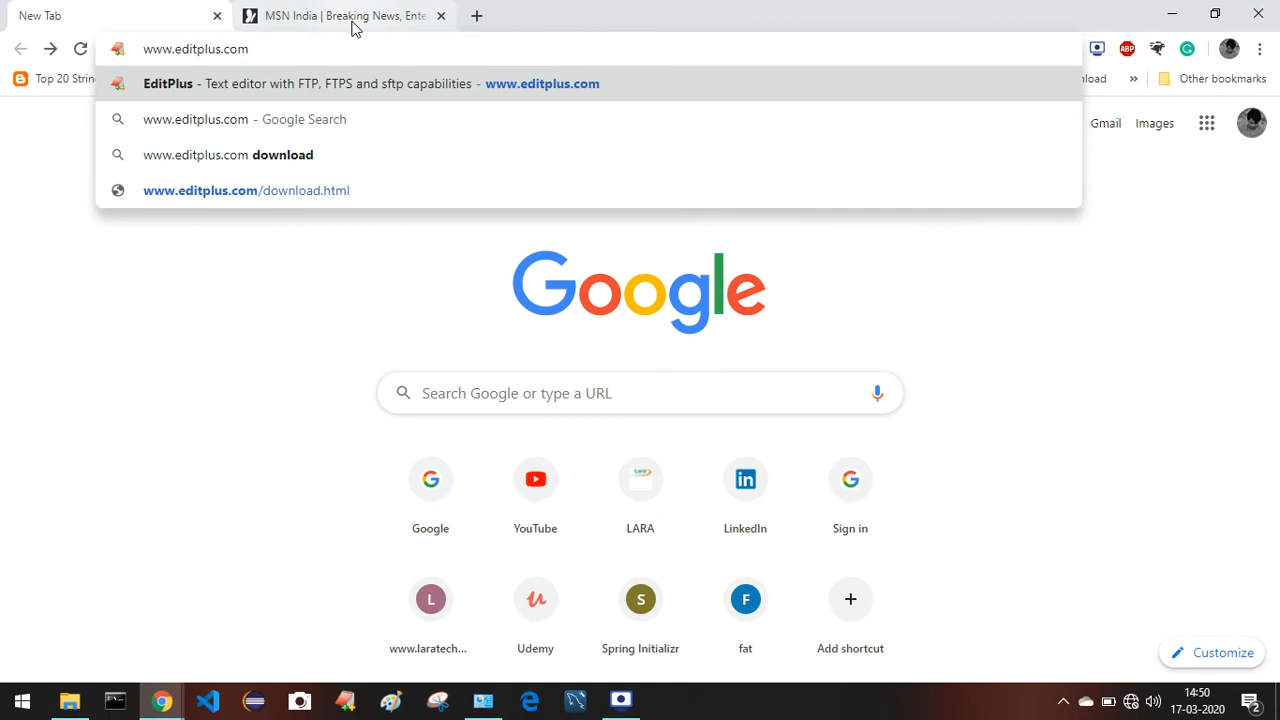 New Tab
MSN India | Breaking News, Ente
www.editplus.com
EditPlus - Text editor with FTP, FTPS and sftp capabilities - www.editplus.com
www.editplus.com - Google Search
www.editplus.com download
www.editplus.com/download.html
ABP
Top 20 Strin
nload
»
Other bookmarks
Gmail
Images
Google
Search Google or type a URL
Google
YouTube
LARA
LinkedIn
Sign in
L
S
F
www.laratech...
Udemy
Spring Initializr
fat
Add shortcut
Customize
14:50
17-03-2020
2